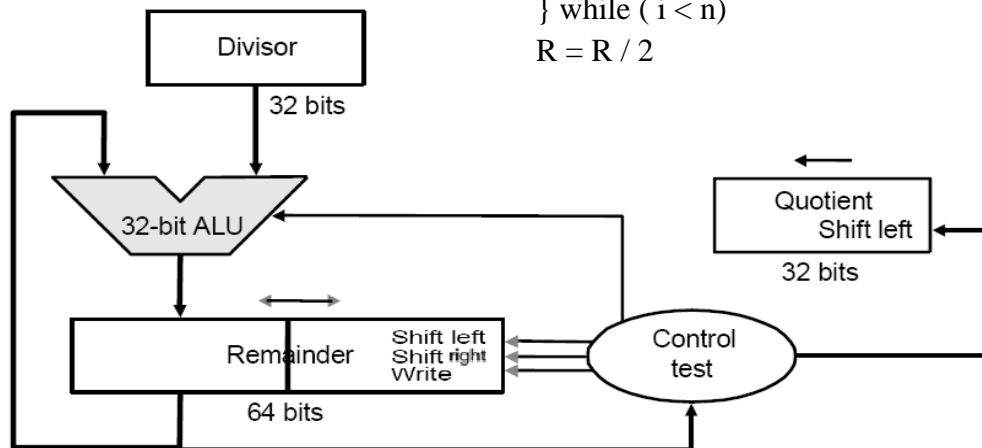 } while ( i < n)
R = R / 2
Divisor
32 bits
32-bit ALU
Quotient
Shift left
32 bits
Remainder
Shift left
Shift right
Write
64 bits
Control
test